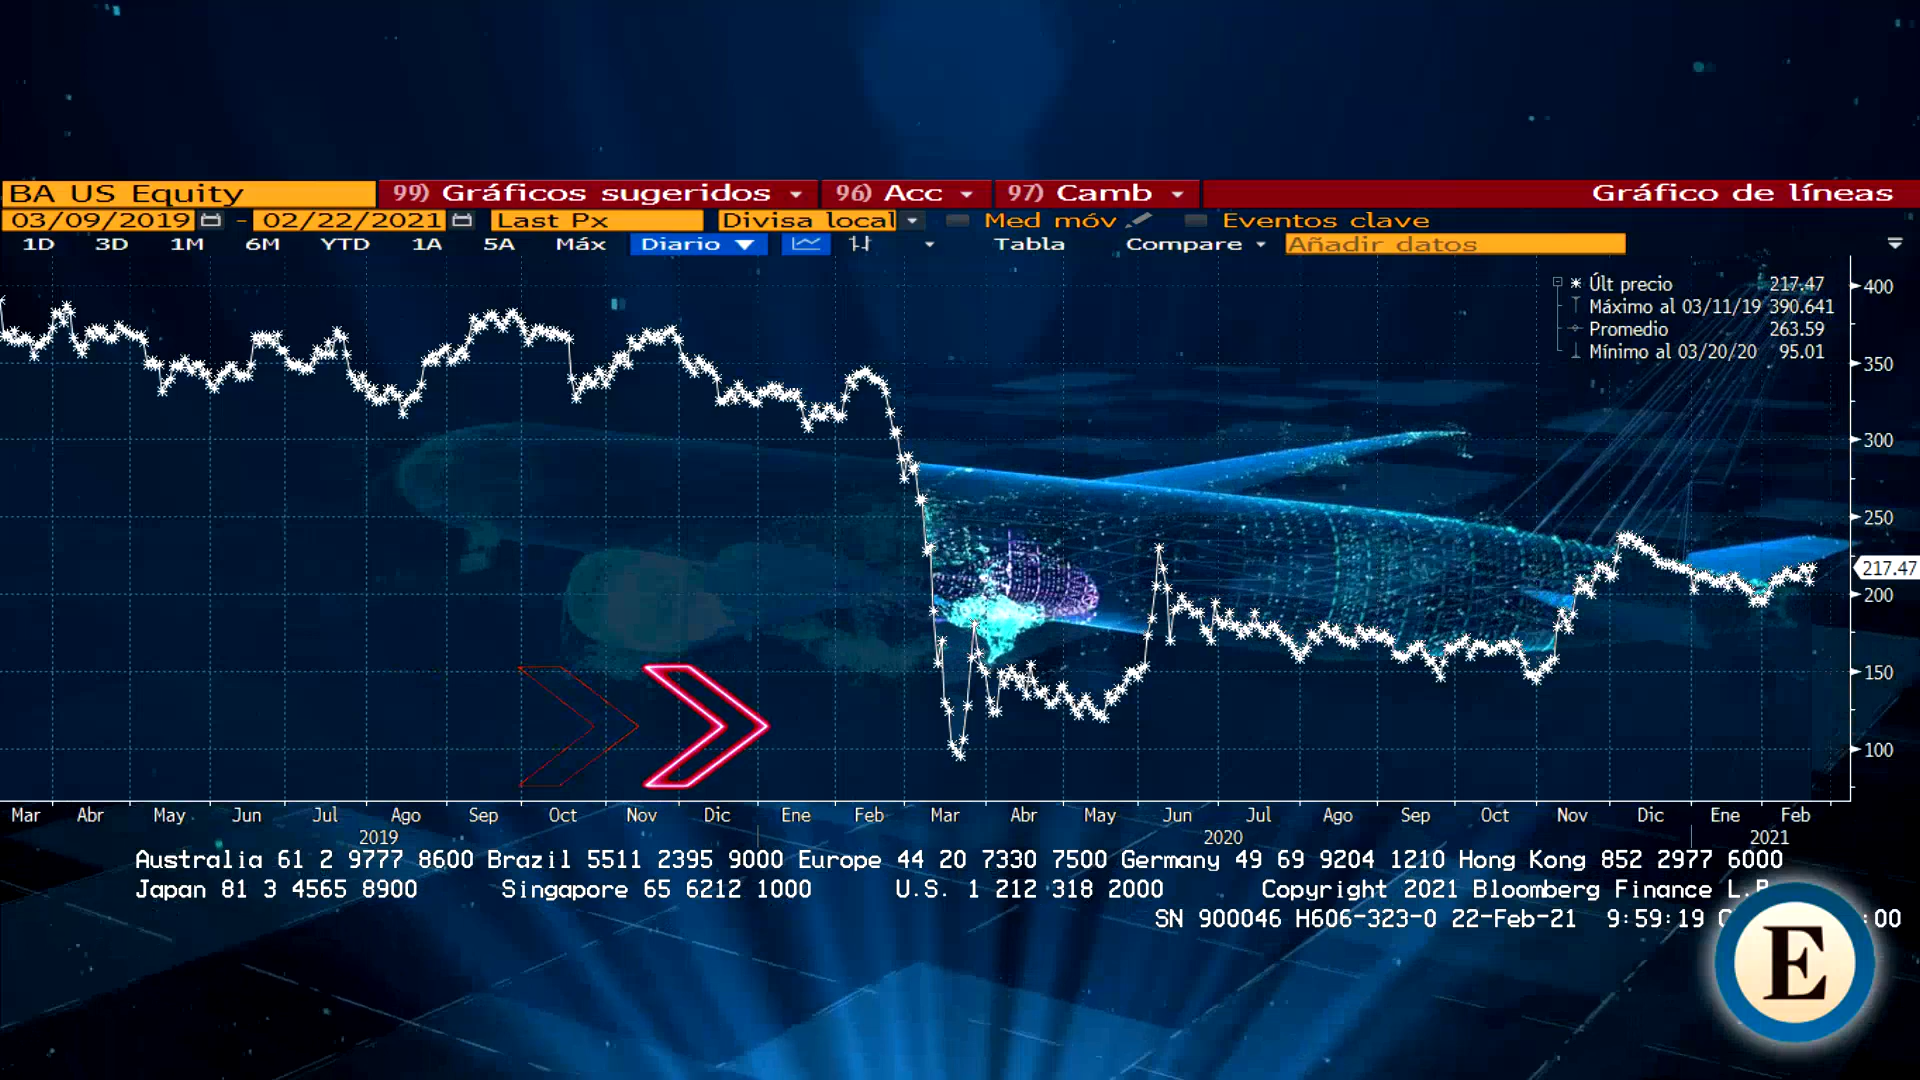 BA US Equity 99) Gráficos sugeridos 96) Acc 97) Camb Gráfico de líneas
03/09/2019 - 02/22/2021 Last Px Divisa local Med móv Eventos clave
1D 3D 1M 6M YTD 1A 5A Máx Diario Tabla Compare Añadir datos
Últ precio 217.47
Máximo al 03/11/19 390.641
Promedio 263.59
Mínimo al 03/20/20 95.01
400
350
300
250
217.47
200
150
100
Mar Abr May Jun Jul Ago Sep Oct Nov Dic Ene Feb Mar Abr May Jun Jul Ago Sep Oct Nov Dic Ene Feb
2019 2020 2021
Australia 61 2 9777 8600 Brazil 5511 2395 9000 Europe 44 20 7330 7500 Germany 49 69 9204 1210 Hong Kong 852 2977 6000
Japan 81 3 4565 8900 Singapore 65 6212 1000 U.S. 1 212 318 2000 Copyright 2021 Bloomberg Finance L.P.
SN 900046 H606-323-0 22-Feb-21 9:59:19 :00
E